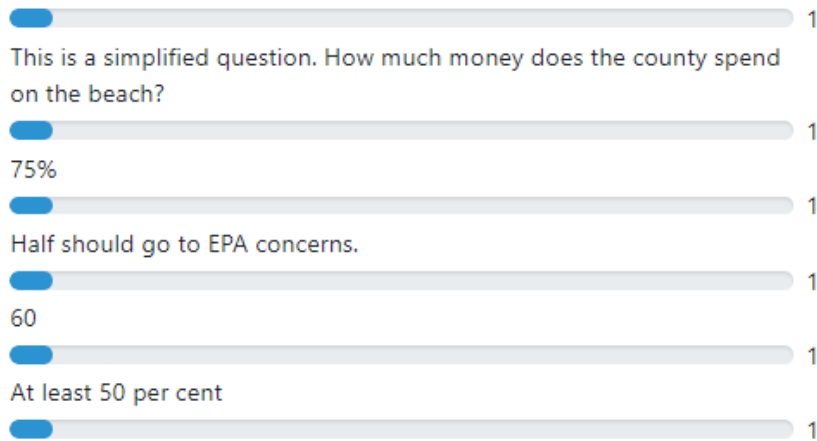 1
This is a simplified question. How much money does the county spend
on the beach?
1
75%
1
Half should go to EPA concerns.
1
60
1
At least 50 per cent
1